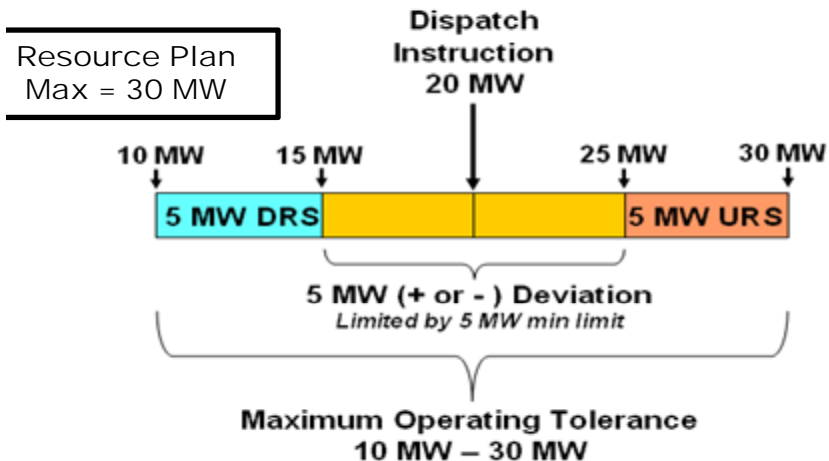 Resource Plan
Max = 30 MW
Dispatch
Instruction
20 MW
10 MW 15 MW 25 MW 30 MW
5 MW DRS 5 MW URS
5 MW (+ or - ) Deviation
Limited by 5 MW min limit
Maximum Operating Tolerance
10 MW – 30 MW